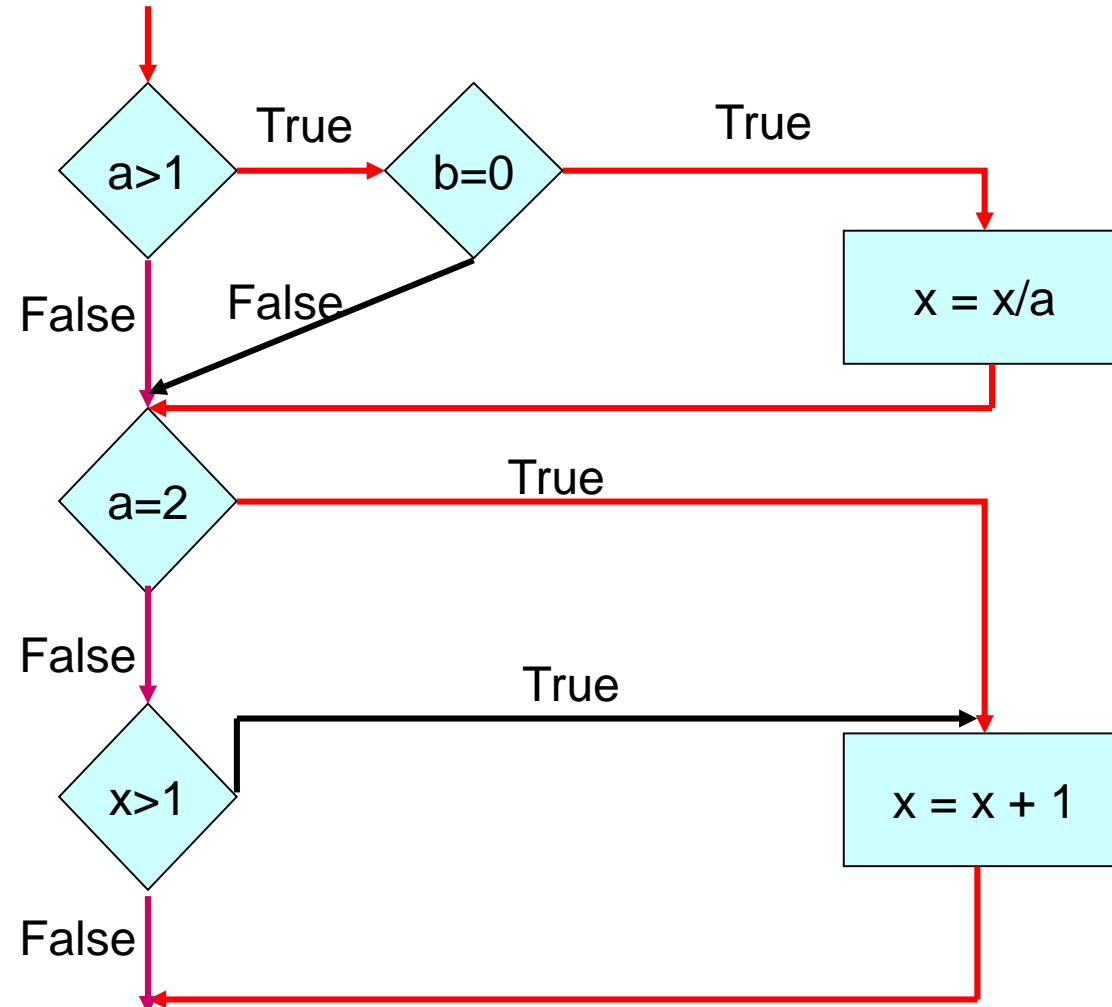 True
True
a>1
b=0
False
False
x = x/a
True
a=2
False
True
x>1
x = x + 1
False